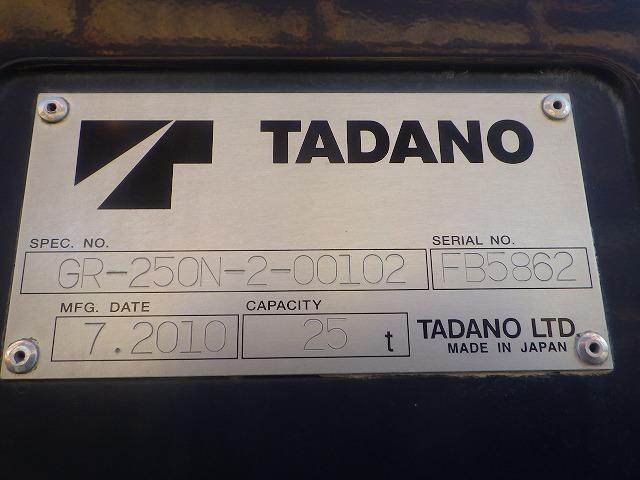 TADANO
SPEC. NO.
GR-250N-2-00102
SERIAL NO.
FB5862
MFG. DATE
7.2010
CAPACITY
25 t
TADANO LTD.
MADE IN JAPAN